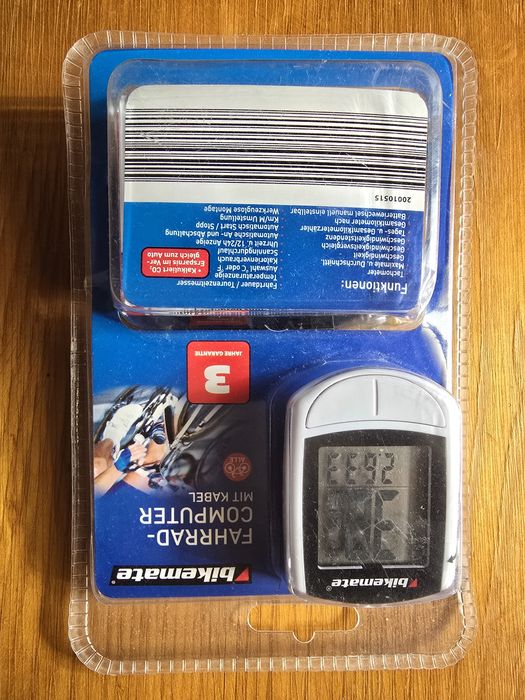 bikemate®
FAHRRAD-
COMPUTER
MIT KABEL
ALLE
bikemate®
3
JAHRE GARANTIE
Funktionen:
Tachometer
Maximale u. Durchschnittl.
Geschwindigkeit
Geschwindigkeitsvergleich
Geschwindigkeitstendenz
Tages- u. Gesamtkilometerzähler
Gesamtkilometer nach
Batteriewechsel manuell einstellbar
Fahrtdauer / Tourenzeitmesser
Temperaturanzeige
Auswahl °C oder °F
Kalorienverbrauch
Scanningdurchlauf
Uhrzeit u. 12/24h Anzeige
Automatische An- und Abschaltung
Automatisch Start / Stopp
Km/M Umstellung
Werkzeuglose Montage
• Kalkuliert CO₂
Ersparnis im Ver-
gleich zum Auto
20010515